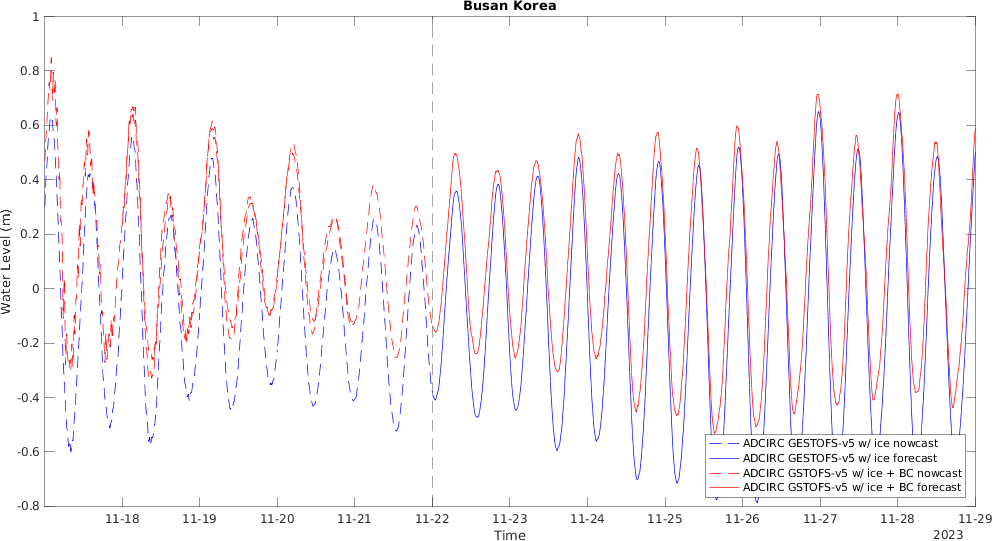 Busan Korea
Water Level (m)
1
0.8
0.6
0.4
0.2
0
-0.2
-0.4
-0.6
-0.8
ADCIRC GESTOFS-v5 w/ ice nowcast
ADCIRC GESTOFS-v5 w/ ice forecast
ADCIRC GSTOFS-v5 w/ ice + BC nowcast
ADCIRC GSTOFS-v5 w/ ice + BC forecast
11-18 11-19 11-20 11-21 11-22 11-23 11-24 11-25 11-26 11-27 11-28 11-29
Time
2023